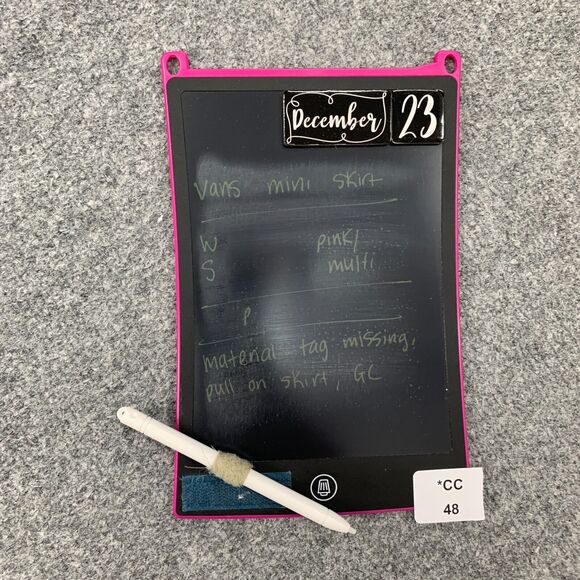 December 23
Vans mini skirt
W pink/
S multi
P
material tag missing,
pull on skirt, GC
*CC
48